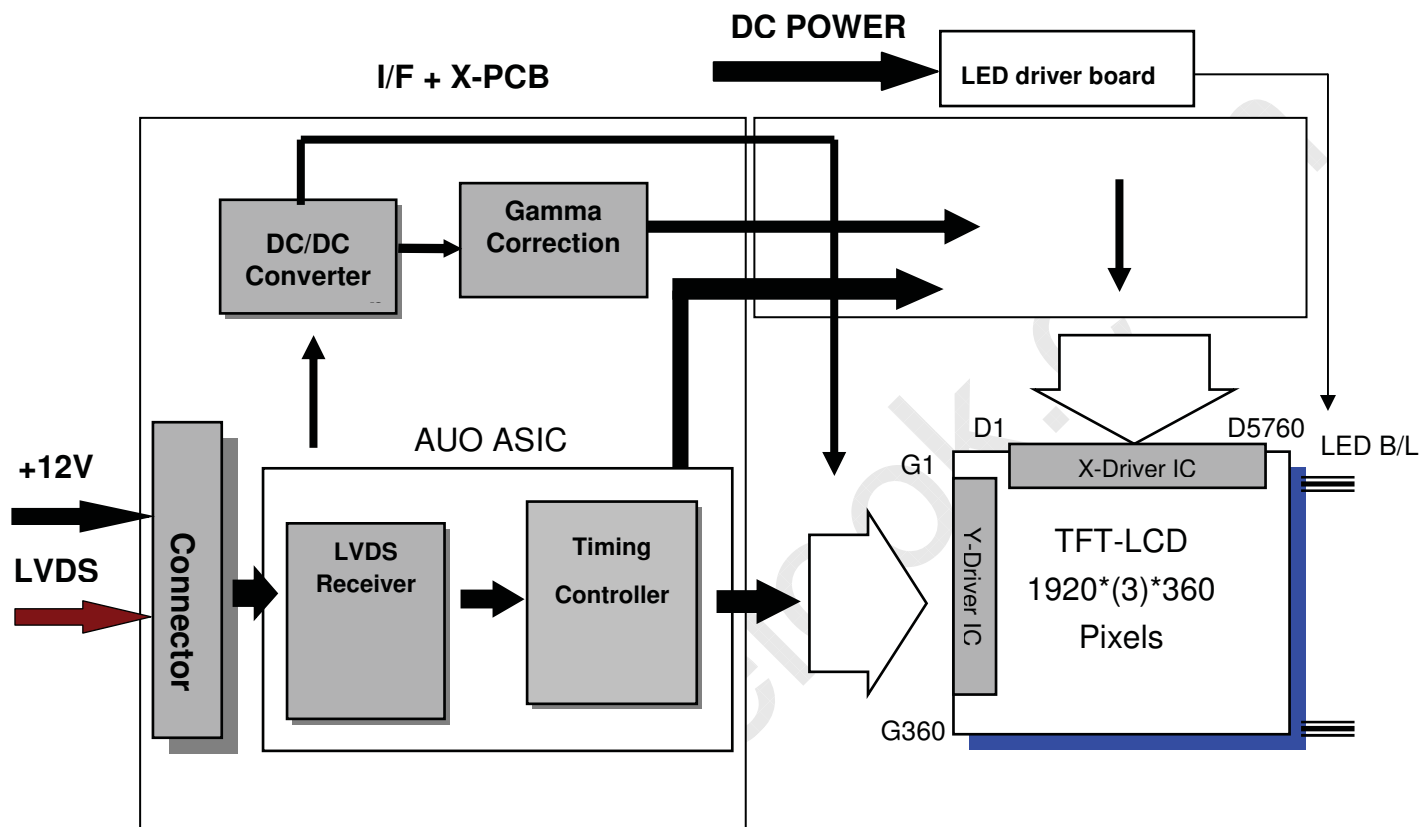 DC POWER
LED driver board
I/F + X-PCB
Gamma
Correction
DC/DC
Converter
AUO ASIC
+12V
LVDS
Connector
LVDS
Receiver
Timing
Controller
D1
D5760
LED B/L
G1
X-Driver IC
Y-Driver IC
TFT-LCD
1920*(3)*360
Pixels
G360